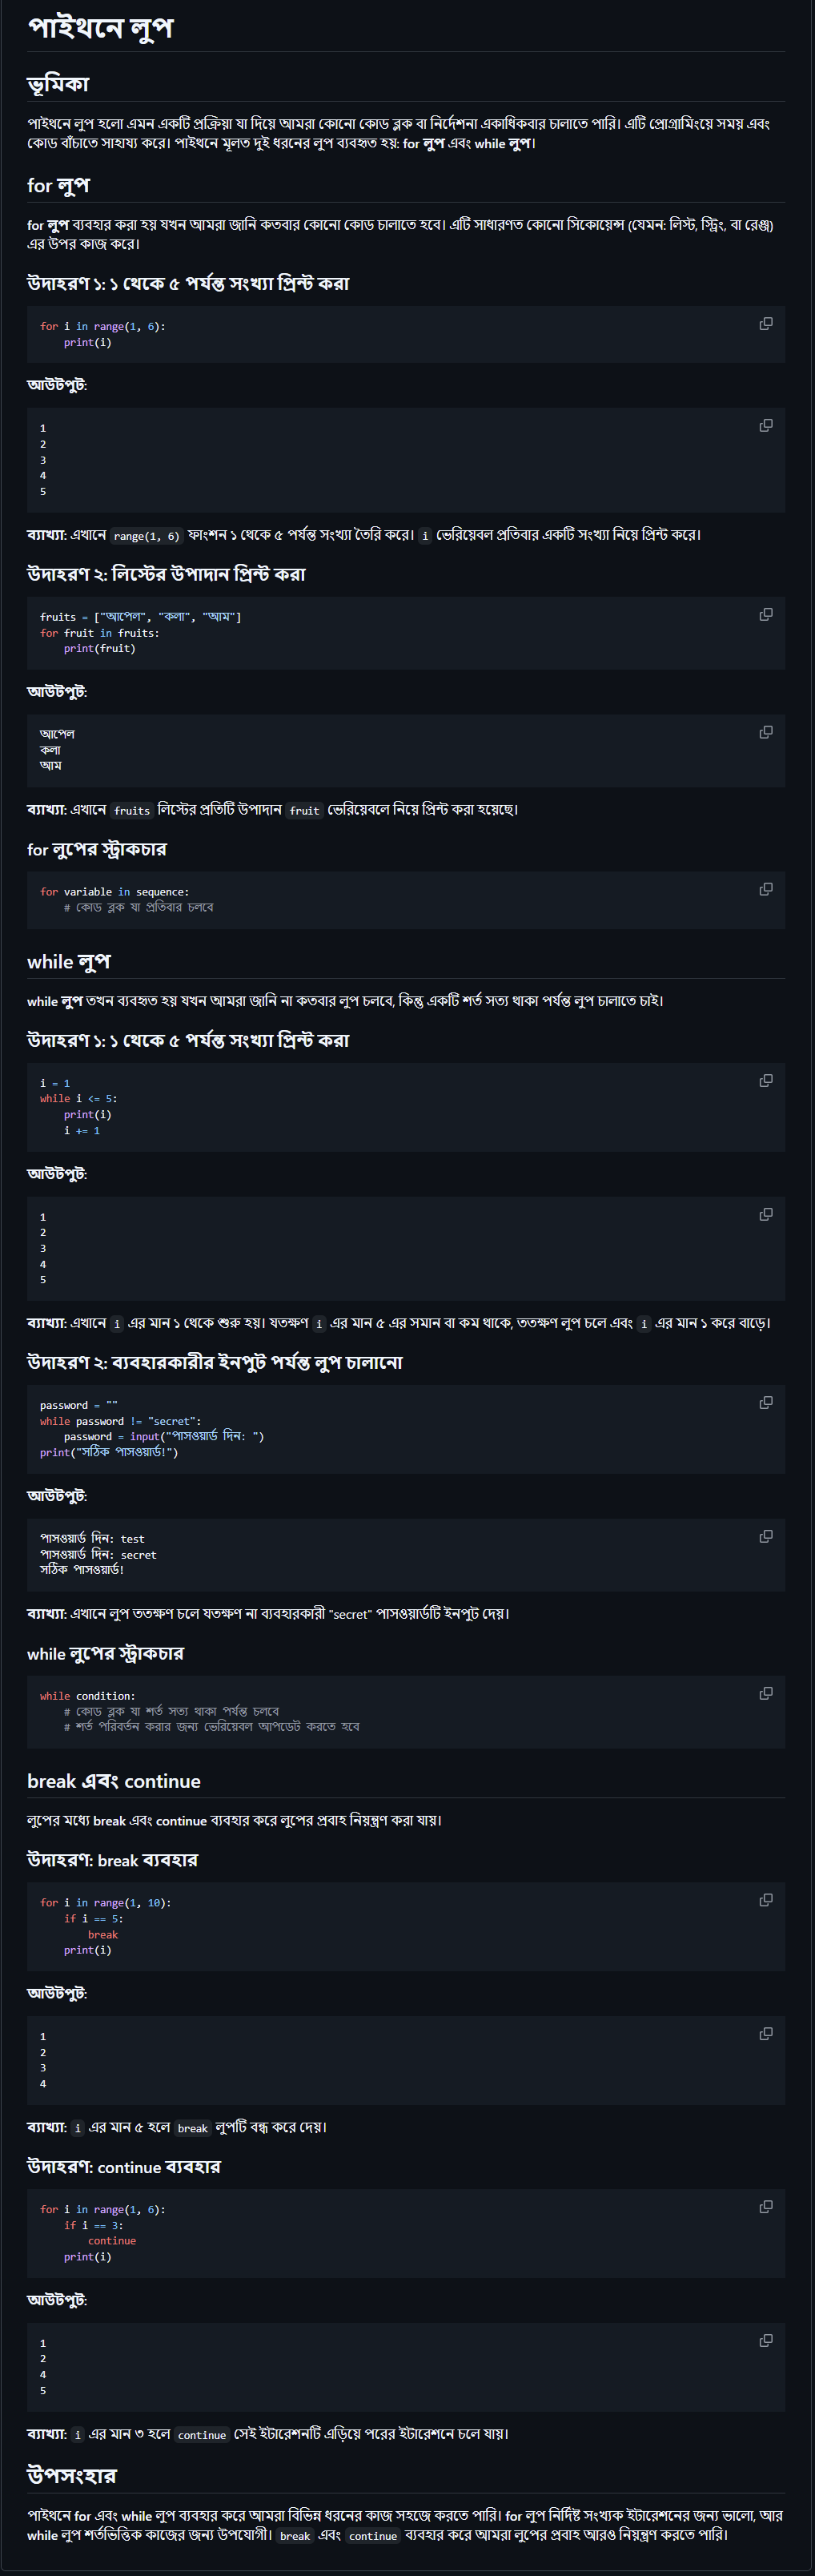 পাইথনে লুপ
ভূমিকা
পাইথনে লুপ হলো এমন একটি প্রক্রিয়া যা দিয়ে আমরা কোনো কোড ব্লক বা নির্দেশনা একাধিকবার চালাতে পারি। এটি প্রোগ্রামিংয়ে সময় এবং
কোড বাঁচাতে সাহায্য করে। পাইথনে মূলত দুই ধরনের লুপ ব্যবহৃত হয়: for লুপ এবং while লুপ।
for লুপ
for লুপ ব্যবহার করা হয় যখন আমরা জানি কতবার কোনো কোড চালাতে হবে। এটি সাধারণত কোনো সিকোয়েন্স (যেমন: লিস্ট, স্ট্রিং, বা রেঞ্জ)
এর উপর কাজ করে।
উদাহরণ ১: ১ থেকে ৫ পর্যন্ত সংখ্যা প্রিন্ট করা
for i in range(1, 6):
    print(i)
আউটপুট:
1
2
3
4
5
ব্যাখ্যা: এখানে range(1, 6) ফাংশন ১ থেকে ৫ পর্যন্ত সংখ্যা তৈরি করে। i ভেরিয়েবল প্রতিবার একটি সংখ্যা নিয়ে প্রিন্ট করে।
উদাহরণ ২: লিস্টের উপাদান প্রিন্ট করা
fruits = ["আপেল", "কলা", "আম"]
for fruit in fruits:
    print(fruit)
আউটপুট:
আপেল
কলা
আম
ব্যাখ্যা: এখানে fruits লিস্টের প্রতিটি উপাদান fruit ভেরিয়েবলে নিয়ে প্রিন্ট করা হয়েছে।
for লুপের স্ট্রাকচার
for variable in sequence:
    # কোড ব্লক যা প্রতিবার চলবে
while লুপ
while লুপ তখন ব্যবহৃত হয় যখন আমরা জানি না কতবার লুপ চলবে, কিন্তু একটি শর্ত সত্য থাকা পর্যন্ত লুপ চালাতে চাই।
উদাহরণ ১: ১ থেকে ৫ পর্যন্ত সংখ্যা প্রিন্ট করা
i = 1
while i <= 5:
    print(i)
    i += 1
আউটপুট:
1
2
3
4
5
ব্যাখ্যা: এখানে i এর মান ১ থেকে শুরু হয়। যতক্ষণ i এর মান ৫ এর সমান বা কম থাকে, ততক্ষণ লুপ চলে এবং i এর মান ১ করে বাড়ে।
উদাহরণ ২: ব্যবহারকারীর ইনপুট পর্যন্ত লুপ চালানো
password = ""
while password != "secret":
    password = input("পাসওয়ার্ড দিন: ")
print("সঠিক পাসওয়ার্ড!")
আউটপুট:
পাসওয়ার্ড দিন: test
পাসওয়ার্ড দিন: secret
সঠিক পাসওয়ার্ড!
ব্যাখ্যা: এখানে লুপ ততক্ষণ চলে যতক্ষণ না ব্যবহারকারী "secret" পাসওয়ার্ডটি ইনপুট দেয়।
while লুপের স্ট্রাকচার
while condition:
    # কোড ব্লক যা শর্ত সত্য থাকা পর্যন্ত চলবে
    # শর্ত পরিবর্তন করার জন্য ভেরিয়েবল আপডেট করতে হবে
break এবং continue
লুপের মধ্যে break এবং continue ব্যবহার করে লুপের প্রবাহ নিয়ন্ত্রণ করা যায়।
উদাহরণ: break ব্যবহার
for i in range(1, 10):
    if i == 5:
        break
    print(i)
আউটপুট:
1
2
3
4
ব্যাখ্যা: i এর মান ৫ হলে break লুপটি বন্ধ করে দেয়।
উদাহরণ: continue ব্যবহার
for i in range(1, 6):
    if i == 3:
        continue
    print(i)
আউটপুট:
1
2
4
5
ব্যাখ্যা: i এর মান ৩ হলে continue সেই ইটারেশনটি এড়িয়ে পরের ইটারেশনে চলে যায়।
উপসংহার
পাইথনে for এবং while লুপ ব্যবহার করে আমরা বিভিন্ন ধরনের কাজ সহজে করতে পারি। for লুপ নির্দিষ্ট সংখ্যক ইটারেশনের জন্য ভালো, আর
while লুপ শর্তভিত্তিক কাজের জন্য উপযোগী। break এবং continue ব্যবহার করে আমরা লুপের প্রবাহ আরও নিয়ন্ত্রণ করতে পারি।